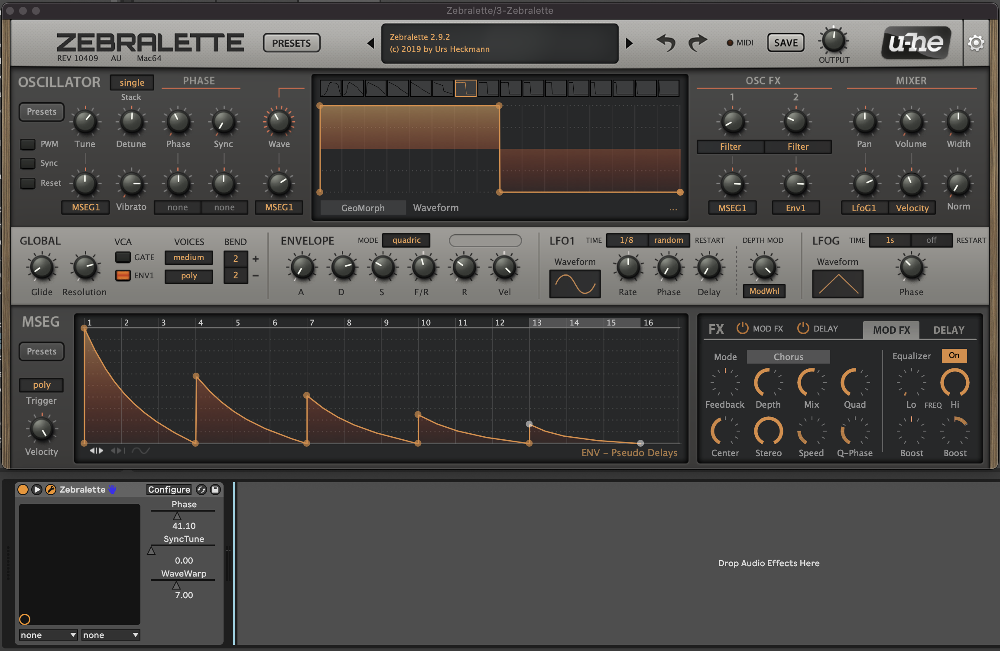 Zebralette/3-Zebralette
ZEBRALETTE
REV 10409 AU Mac64
PRESETS
Zebralette 2.9.2
(c) 2019 by Urs Heckmann
MIDI
SAVE
OUTPUT
u-he
OSCILLATOR
single
Stack
PHASE
Presets
Tune
Detune
Phase
Sync
Wave
PWM
Sync
Reset
MSEG1
Vibrato
none
none
MSEG1
GeoMorph
Waveform
...
OSC FX
1
2
Filter
Filter
MSEG1
Env1
MIXER
Pan
Volume
Width
LfoG1
Velocity
Norm
GLOBAL
VCA
VOICES
BEND
GATE
ENV1
medium
poly
2 +
2 −
Glide
Resolution
ENVELOPE
MODE
quadric
A
D
S
F/R
R
Vel
LFO1
TIME
1/8
random
RESTART
DEPTH MOD
Waveform
Rate
Phase
Delay
ModWhl
LFOG
TIME
1s
off
RESTART
Waveform
Phase
MSEG
Presets
poly
Trigger
Velocity
1 2 3 4 5 6 7 8 9 10 11 12 13 14 15 16
ENV – Pseudo Delays
FX
MOD FX
DELAY
MOD FX
DELAY
Mode
Chorus
Equalizer
On
Feedback
Depth
Mix
Quad
Lo FREQ Hi
Center
Stereo
Speed
Q-Phase
Boost
Boost
Zebralette
Configure
Phase
41.10
SyncTune
0.00
WaveWarp
7.00
none
none
Drop Audio Effects Here